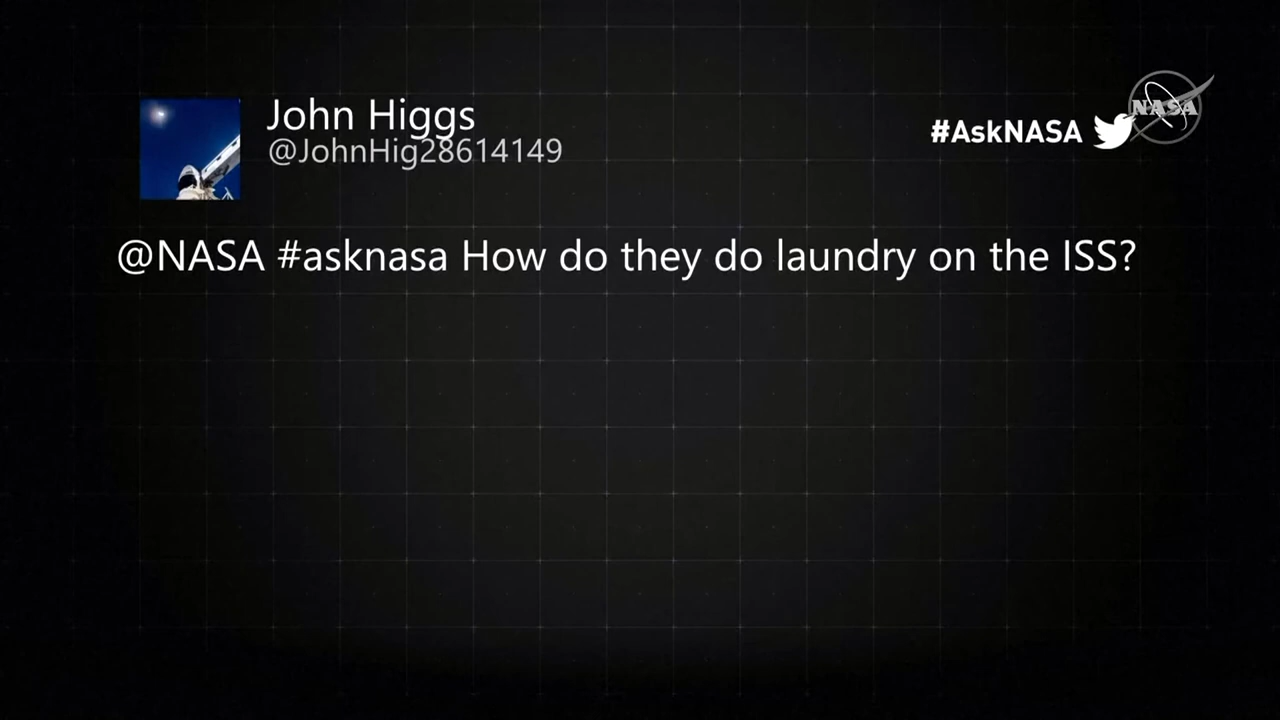 John Higgs
@JohnHig28614149
#AskNASA
NASA
@NASA #asknasa How do they do laundry on the ISS?